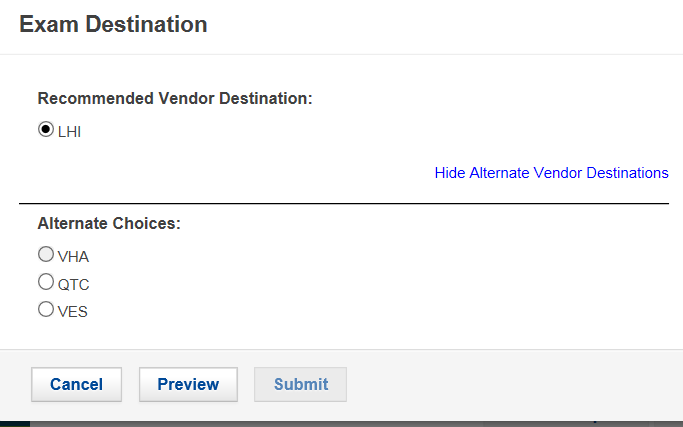 Exam Destination
Recommended Vendor Destination:
LHI
Hide Alternate Vendor Destinations
Alternate Choices:
VHA
QTC
VES
Cancel Preview Submit